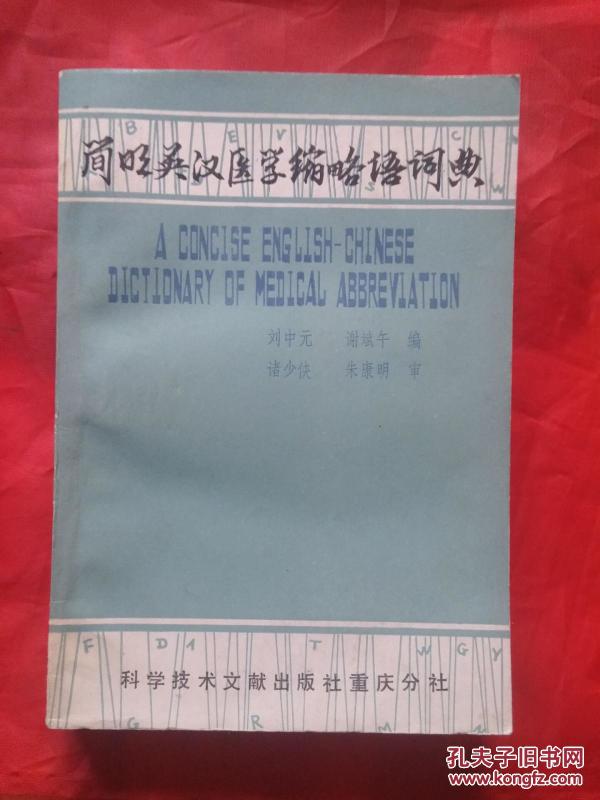 B E V C
简明英汉医学缩略语词典
S W
A CONCISE ENGLISH-CHINESE
DICTIONARY OF MEDICAL ABBREVIATION
刘中元 谢斌午 编
诸少侠 朱康明 审
F D 1 T W G Y
科学技术文献出版社重庆分社
G R M
孔夫子旧书网
www.kongfz.com